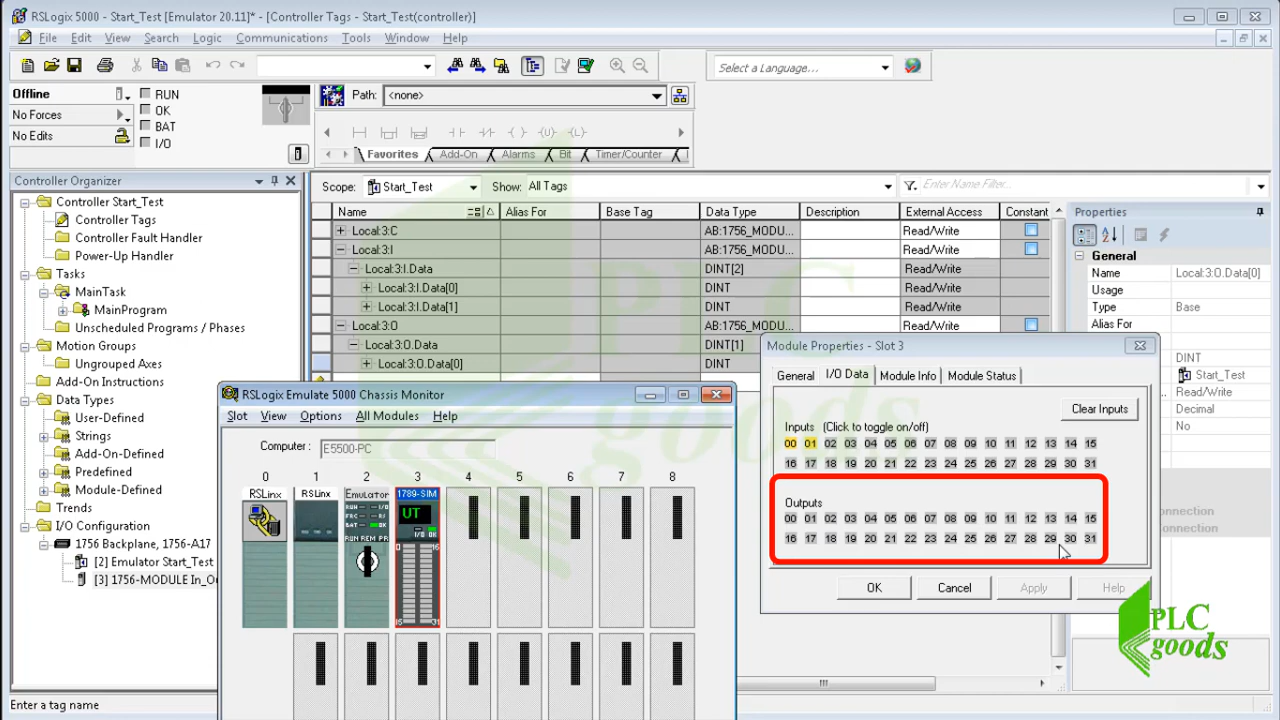 RSLogix 5000 - Start_Test [Emulator 20.11]* - [Controller Tags - Start_Test(controller)]
File Edit View Search Logic Communications Tools Window Help
Select a Language...
Offline
RUN
No Forces
OK
No Edits
BAT
I/O
Path: <none>
Favorites Add-On Alarms Bit Timer/Counter
Controller Organizer
Controller Start_Test
Controller Tags
Controller Fault Handler
Power-Up Handler
Tasks
MainTask
MainProgram
Unscheduled Programs / Phases
Motion Groups
Ungrouped Axes
Add-On Instructions
Data Types
User-Defined
Strings
Add-On-Defined
Predefined
Module-Defined
Trends
I/O Configuration
1756 Backplane, 1756-A17
[2] Emulator Start_Test
[3] 1756-MODULE In_O
Enter a tag name
Scope: Start_Test Show: All Tags Enter Name Filter...
Name Alias For Base Tag Data Type Description External Access Constant
Local:3:C AB:1756_MODU... Read/Write
Local:3:I AB:1756_MODU... Read/Write
Local:3:I.Data DINT[2] Read/Write
Local:3:I.Data[0] DINT Read/Write
Local:3:I.Data[1] DINT Read/Write
Local:3:O AB:1756_MODU... Read/Write
Local:3:O.Data DINT[1]
Local:3:O.Data[0] DINT
Properties
General
Name Local:3:O.Data[0]
Usage
Type Base
Alias For
DINT
Start_Test
Read/Write
Decimal
No
onnection
onnection
Module Properties - Slot 3
General I/O Data Module Info Module Status
Clear Inputs
Inputs (Click to toggle on/off)
00 01 02 03 04 05 06 07 08 09 10 11 12 13 14 15
16 17 18 19 20 21 22 23 24 25 26 27 28 29 30 31
Outputs
00 01 02 03 04 05 06 07 08 09 10 11 12 13 14 15
16 17 18 19 20 21 22 23 24 25 26 27 28 29 30 31
OK Cancel Apply Help
RSLogix Emulate 5000 Chassis Monitor
Slot View Options All Modules Help
Computer : E5500-PC
0 1 2 3 4 5 6 7 8
RSLinx RSLinx Emulator 1789-SIM
RUN I/O
FRC RS
BAT OK
RUN REM PR
UT
I/O OK
PLC
goods
PLC
goods